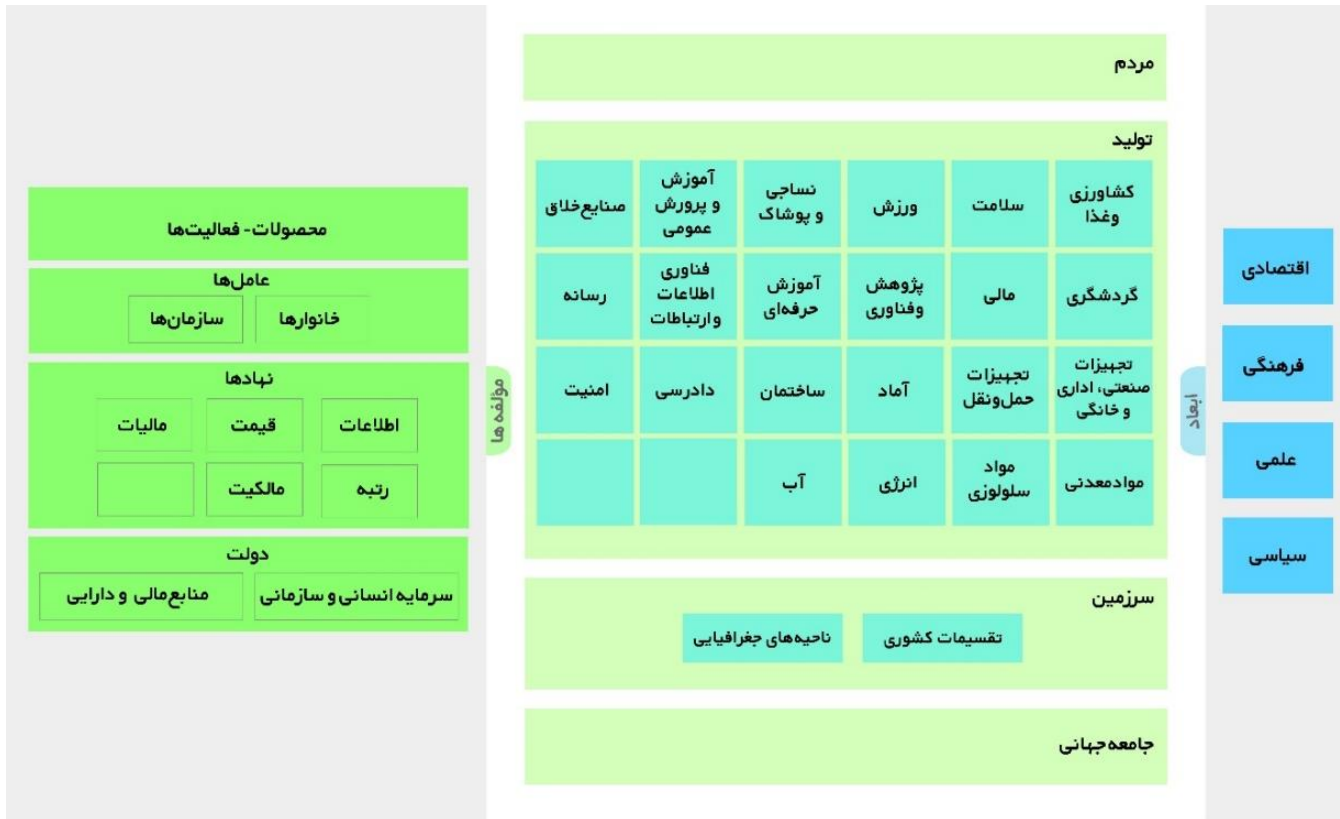 اقتصادی
فرهنگی
علمی
سیاسی
ابعاد
مردم
تولید
کشاورزی
وغذا
سلامت
ورزش
نساجی
و پوشاک
آموزش
و پرورش
عمومی
صنایع‌خلاق
گردشگری
مالی
پژوهش
وفناوری
آموزش
حرفه‌ای
فناوری
اطلاعات
وارتباطات
رسانه
تجهیزات
صنعتی، اداری
و خانگی
تجهیزات
حمل‌ونقل
آماد
ساختمان
دادرسی
امنیت
موادمعدنی
مواد
سلولوزی
انرژی
آب
سرزمین
تقسیمات کشوری
ناحیه‌های جغرافیایی
جامعه‌جهانی
مؤلفه ها
محصولات- فعالیت‌ها
عامل‌ها
خانوارها
سازمان‌ها
نهادها
اطلاعات
قیمت
مالیات
رتبه
مالکیت
دولت
سرمایه انسانی و سازمانی
منابع‌مالی و دارایی